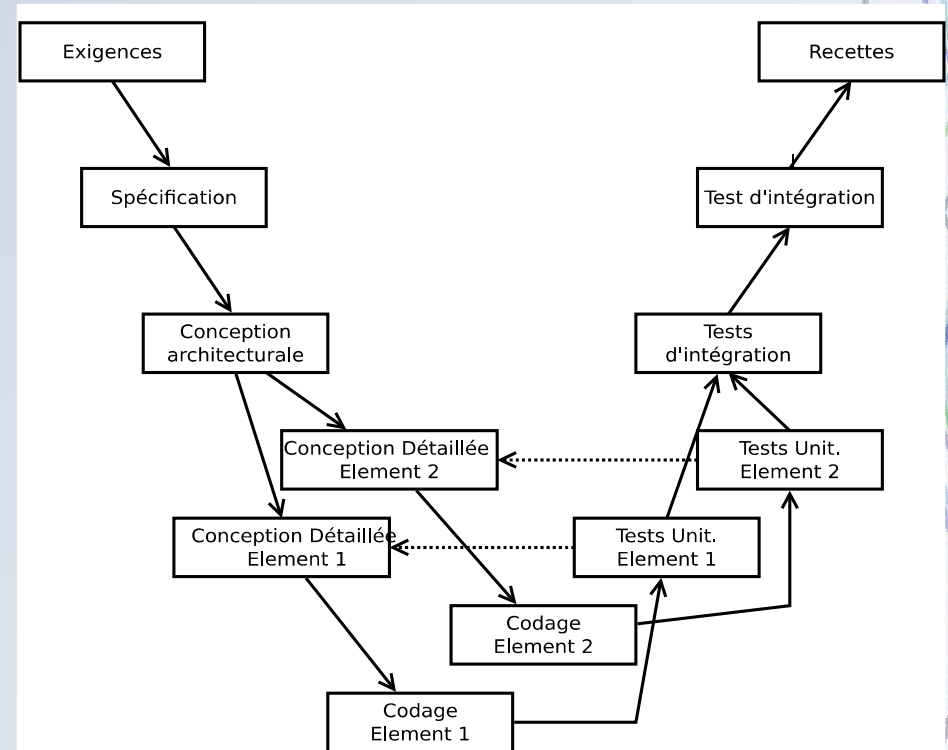 Exigences
Recettes
Spécification
Test d'intégration
Conception
architecturale
Tests
d'intégration
Conception Détaillée
Element 2
Tests Unit.
Element 2
Conception Détaillée
Element 1
Tests Unit.
Element 1
Codage
Element 2
Codage
Element 1